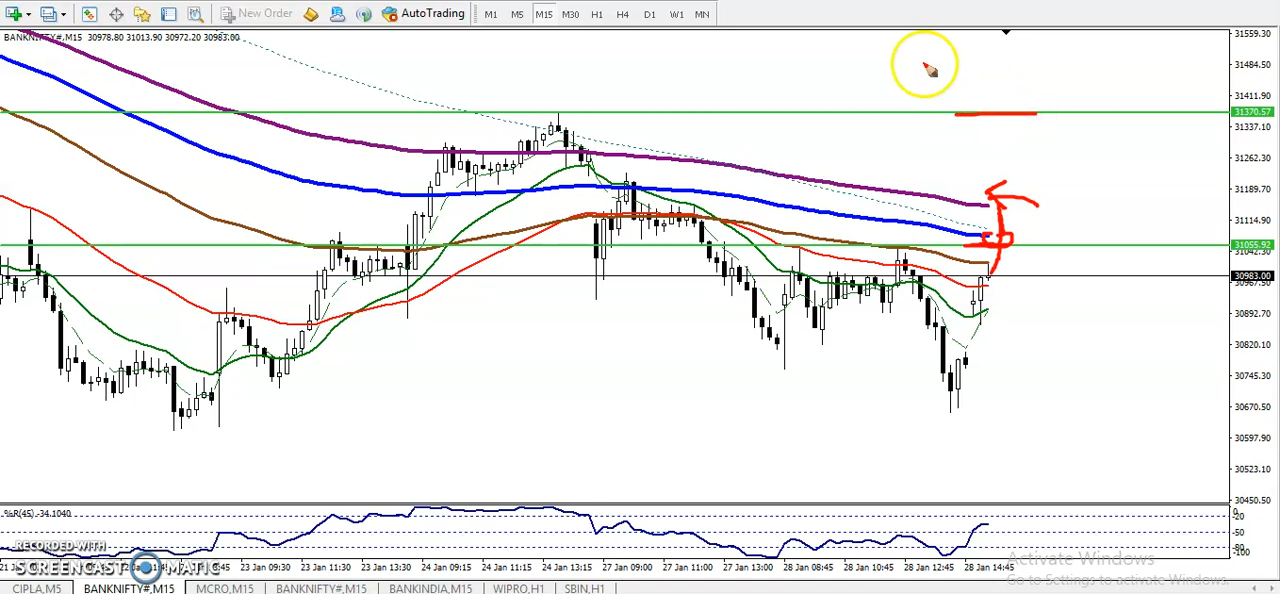 New Order AutoTrading M1 M5 M15 M30 H1 H4 D1 W1 MN
BANKNIFTY#,M15 30978.80 31013.90 30972.20 30983.00
31559.30
31484.50
31411.90
31370.57
31337.10
31262.30
31189.70
31114.90
31055.92
30983.00
30967.50
30892.70
30820.10
30745.30
30670.50
30597.90
30523.10
30450.50
%R(45) -34.1040
0
-20
-50
-80
-100
RECORDED WITH
SCREENCAST MATIC
Activate Windows
Go to Settings to activate Windows.
23 Jan 09:30 23 Jan 11:30 23 Jan 13:30 24 Jan 09:15 24 Jan 11:15 24 Jan 13:15 27 Jan 09:00 27 Jan 11:00 27 Jan 13:00 28 Jan 08:45 28 Jan 10:45 28 Jan 12:45 28 Jan 14:45
CIPLA,M5 BANKNIFTY#,M15 MCRO,M15 BANKNIFTY#,M15 BANKINDIA,M15 WIPRO,H1 SBIN,H1